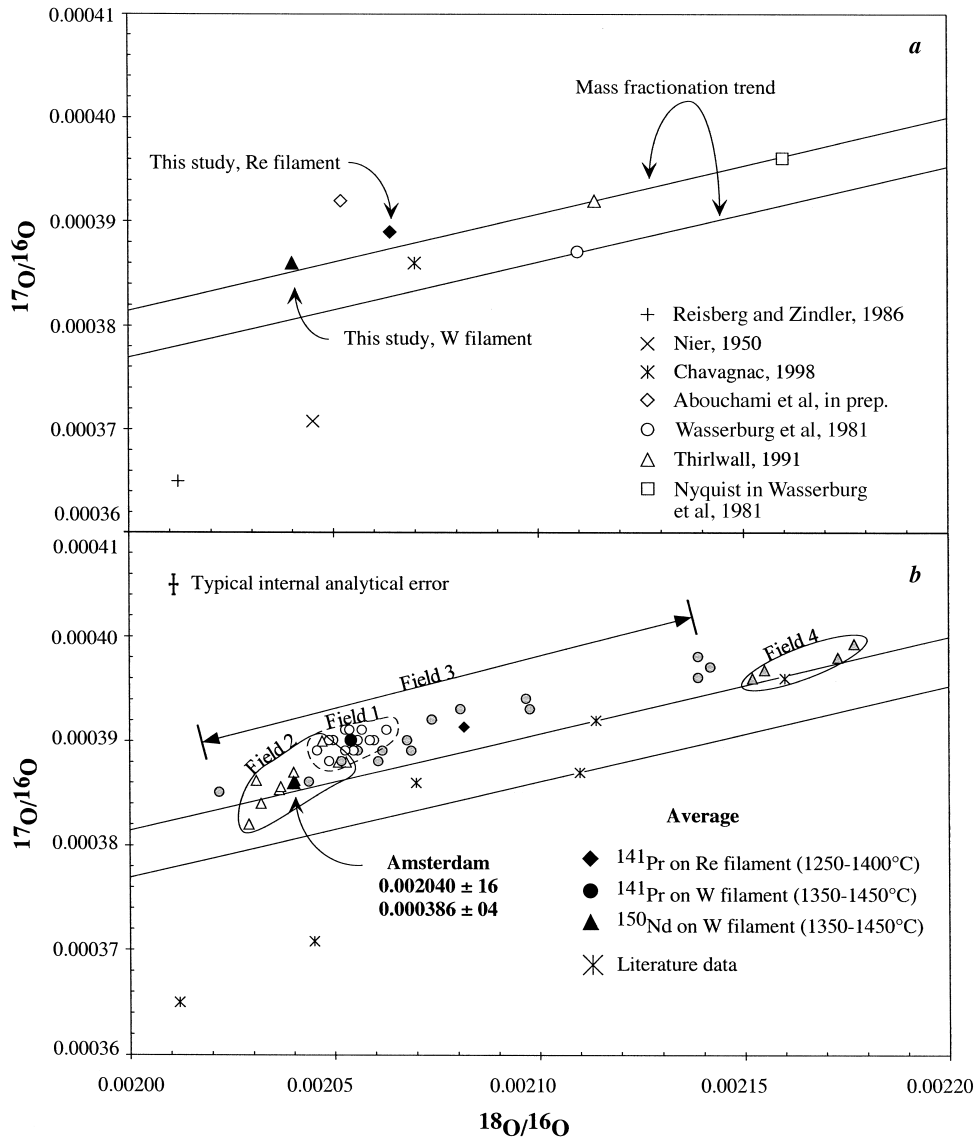 0.00041
a
Mass fractionation trend
0.00040
This study, Re filament
0.00039
17O/16O
0.00038
This study, W filament
Reisberg and Zindler, 1986
Nier, 1950
Chavagnac, 1998
Abouchami et al, in prep.
Wasserburg et al, 1981
Thirlwall, 1991
Nyquist in Wasserburg
et al, 1981
0.00037
0.00036
0.00041
b
Typical internal analytical error
0.00040
Field 4
Field 3
Field 1
Field 2
0.00039
17O/16O
0.00038
Amsterdam
0.002040 ± 16
0.000386 ± 04
Average
141Pr on Re filament (1250-1400°C)
141Pr on W filament (1350-1450°C)
150Nd on W filament (1350-1450°C)
Literature data
0.00037
0.00036
0.00200 0.00205 0.00210 0.00215 0.00220
18O/16O